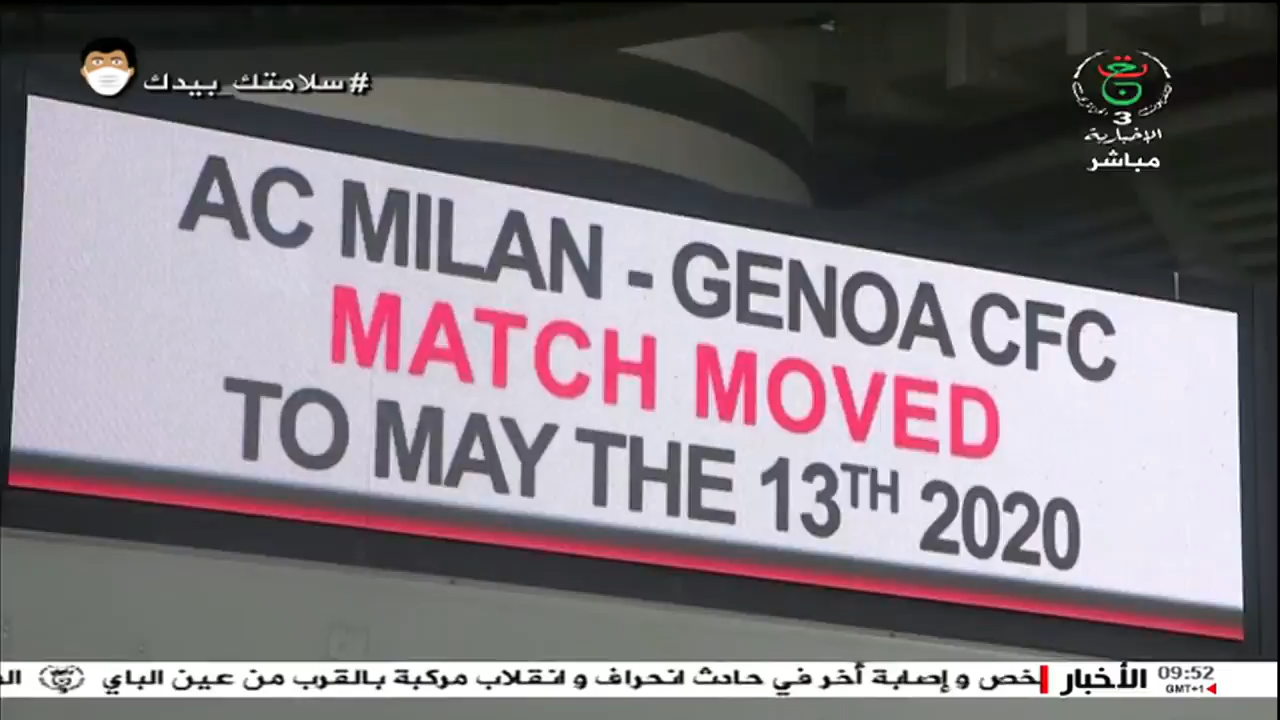 #سلامتك_بيدك
3
الإخبارية
مباشر
AC MILAN - GENOA CFC
MATCH MOVED
TO MAY THE 13TH 2020
09:52
GMT+1
الأخبار
خص و إصابة أخر في حادث انحراف و انقلاب مركبة بالقرب من عين الباي